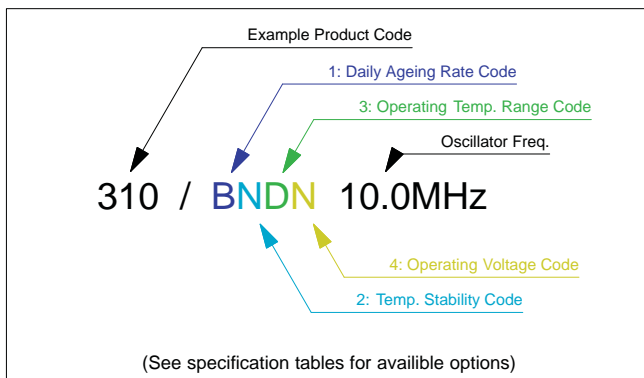 Example Product Code
1: Daily Ageing Rate Code
3: Operating Temp. Range Code
Oscillator Freq.
310 / BNDN 10.0MHz
4: Operating Voltage Code
2: Temp. Stability Code
(See specification tables for availible options)